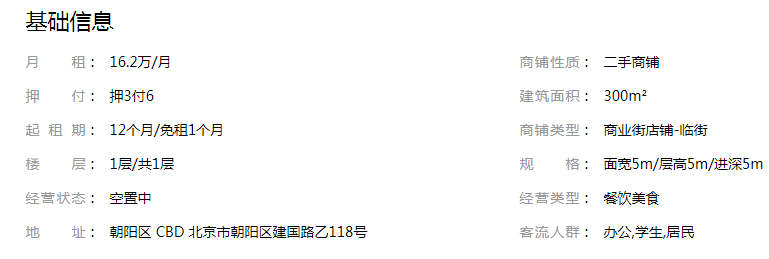 基础信息
月租： 16.2万/月 商铺性质： 二手商铺
押付： 押3付6 建筑面积： 300m²
起租期： 12个月/免租1个月 商铺类型： 商业街店铺-临街
楼层： 1层/共1层 规格： 面宽5m/层高5m/进深5m
经营状态： 空置中 经营类型： 餐饮美食
地址： 朝阳区 CBD 北京市朝阳区建国路乙118号 客流人群： 办公,学生,居民